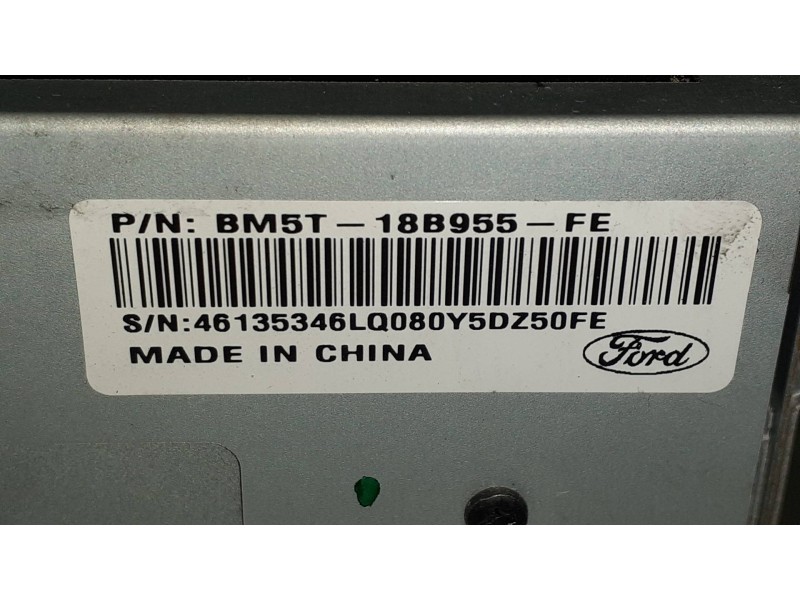 P/N: BM5T-18B955-FE
S/N:46135346LQ080Y5DZ50FE
MADE IN CHINA
Ford